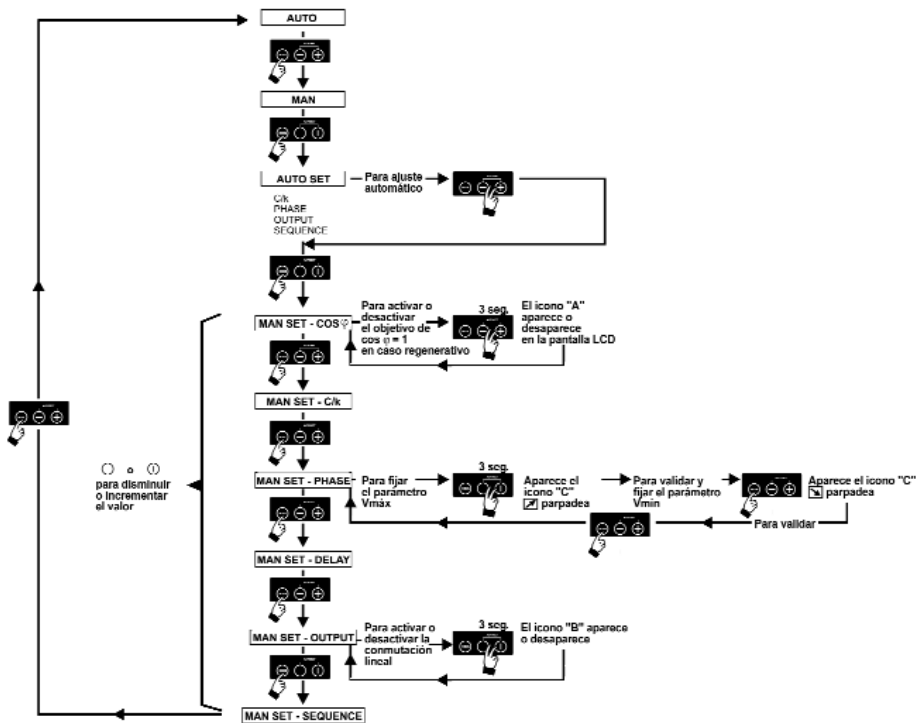 AUTO
MAN
AUTO SET
Para ajuste
automático
C/k
PHASE
OUTPUT
SEQUENCE
MAN SET - COSφ
Para activar o
desactivar
el objetivo de
cos φ = 1
en caso regenerativo
3 seg.
El icono "A"
aparece o
desaparece
en la pantalla LCD
MAN SET - C/k
o
para disminuir
o incrementar
el valor
MAN SET - PHASE
Para fijar
el parámetro
Vmáx
3 seg.
Aparece el
icono "C"
parpadea
Para validar y
fijar el parámetro
Vmin
Aparece el icono "C"
parpadea
Para validar
MAN SET - DELAY
MAN SET - OUTPUT
Para activar o
desactivar la
conmutación
lineal
3 seg.
El icono "B" aparece
o desaparece
MAN SET - SEQUENCE